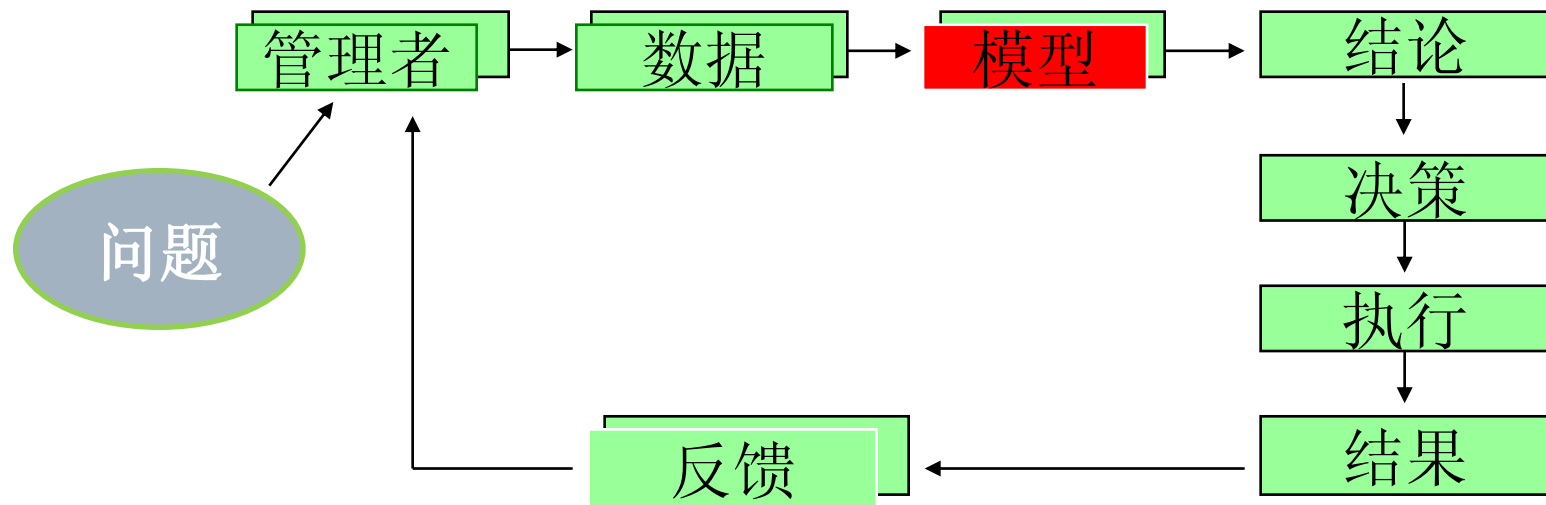 管理者
数据
模型
结论
问题
决策
执行
反馈
结果